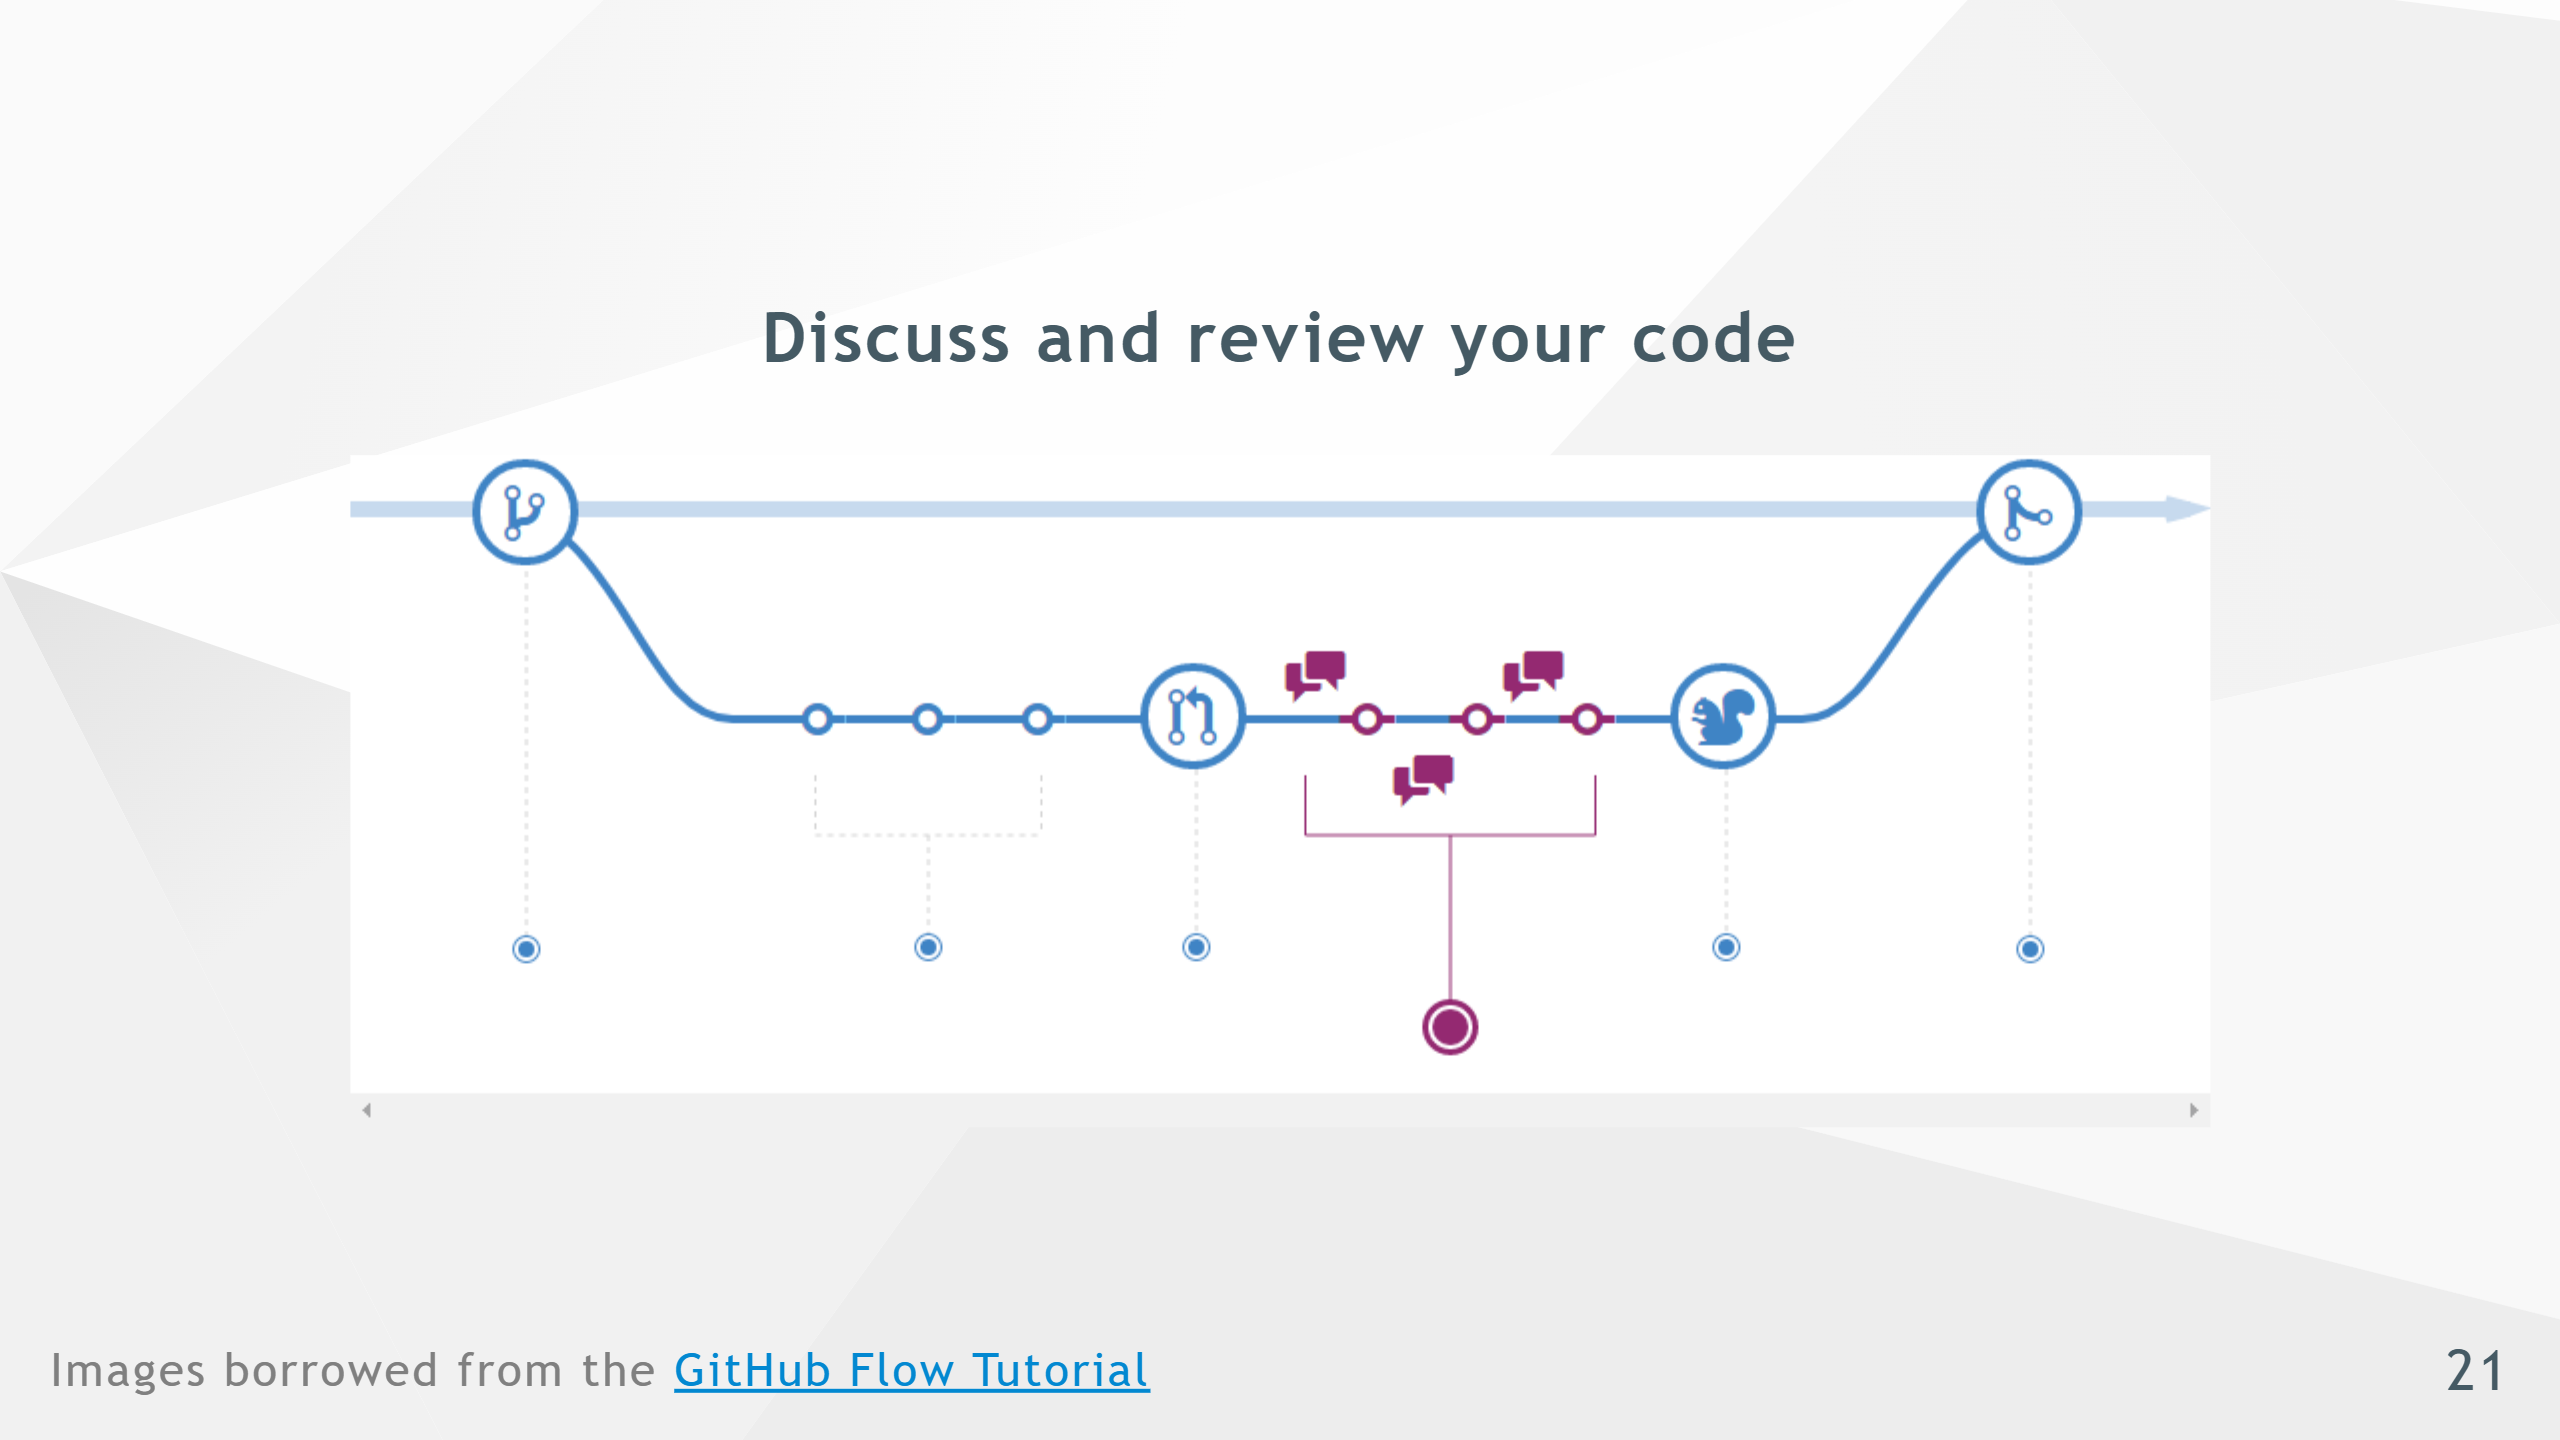 Discuss and review your code
Images borrowed from the GitHub Flow Tutorial
21